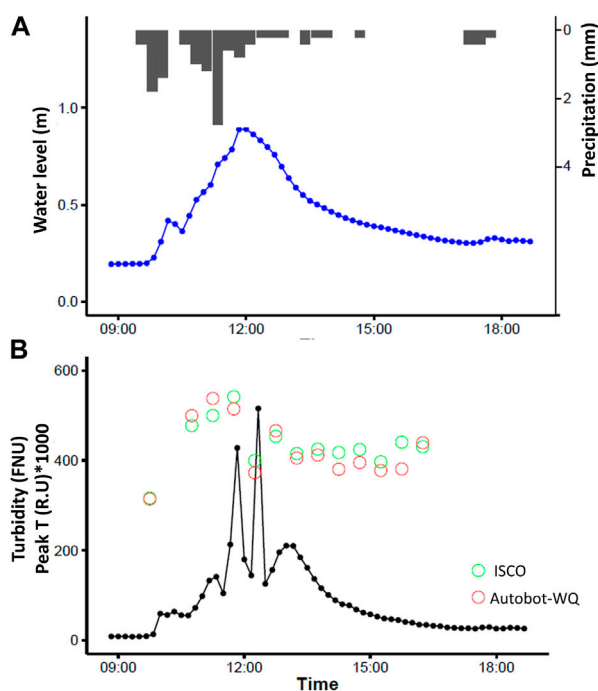 A
Water level (m)
1.0
0.5
0.0
0
2
4
Precipitation (mm)
09:00 12:00 15:00 18:00
B
Turbidity (FNU)
Peak T (R.U)*1000
600
400
200
0
ISCO
Autobot-WQ
09:00 12:00 15:00 18:00
Time